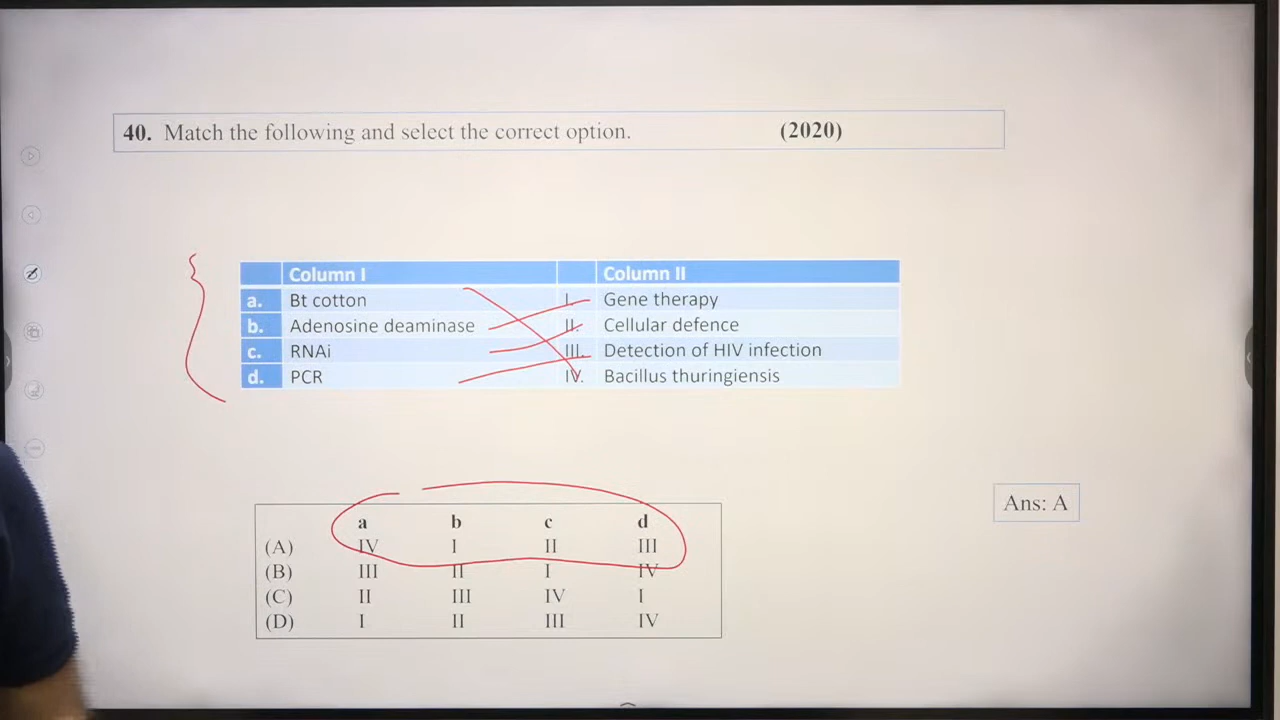 40. Match the following and select the correct option. (2020)
Column I Column II
a. Bt cotton I. Gene therapy
b. Adenosine deaminase II. Cellular defence
c. RNAi III. Detection of HIV infection
d. PCR IV. Bacillus thuringiensis
Ans: A
a b c d
(A) IV I II III
(B) III II I IV
(C) II III IV I
(D) I II III IV